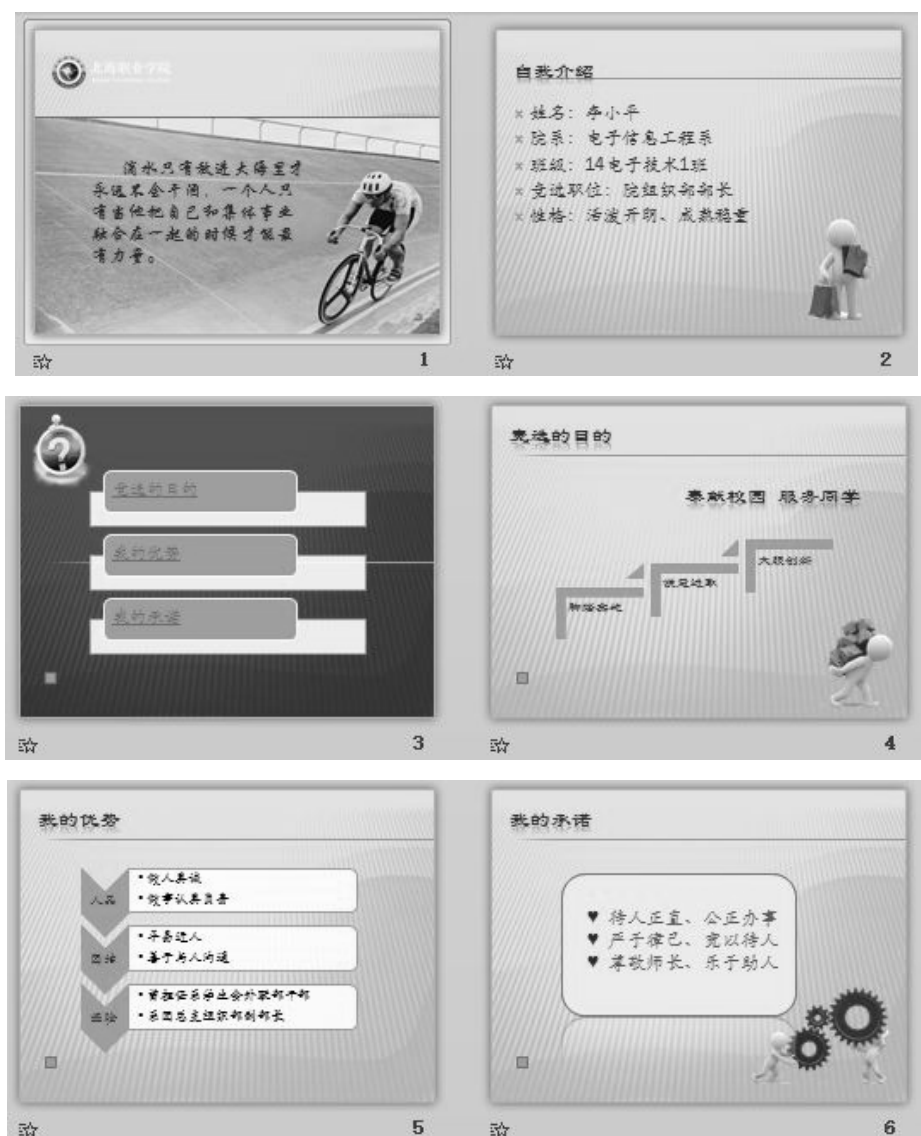 滴水只有放进大海里才
永远不会干涸，一个人只
有当他把自己和集体事业
融合在一起的时候才能最
有力量。
1
自我介绍
× 姓名：李小平
× 院系：电子信息工程系
× 班级：14电子技术1班
× 竞选职位：院组织部部长
× 性格：活泼开朗、成熟稳重
2
?
竞选的目的
我的优势
我的承诺
3
竞选的目的
奉献校园 服务同学
脚踏实地
锐意进取
大胆创新
4
我的优势
人品
• 做人真诚
• 做事认真负责
团结
• 平易近人
• 善于与人沟通
经验
• 曾担任系学生会外联部干部
• 系团总支组织部副部长
5
我的承诺
♥ 待人正直、公正办事
♥ 严于律己、宽以待人
♥ 尊敬师长、乐于助人
6